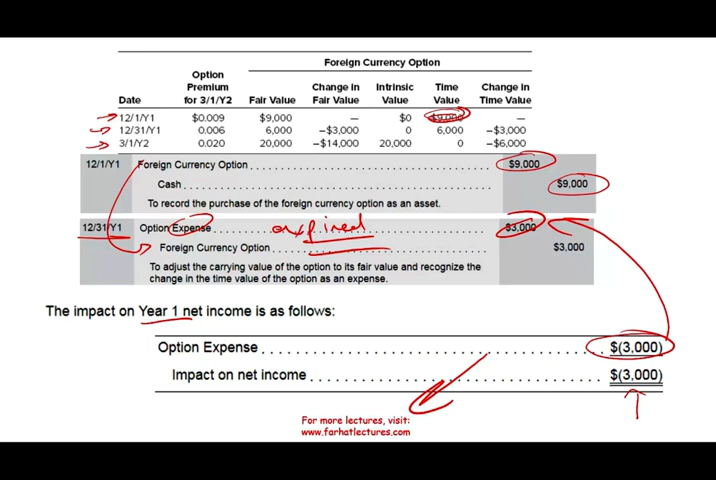 Foreign Currency Option
Option
Premium Change in Intrinsic Time Change in
Date for 3/1/Y2 Fair Value Fair Value Value Value Time Value
12/1/Y1 $0.009 $9,000 — $0 $9,000 —
12/31/Y1 0.006 6,000 –$3,000 0 6,000 –$3,000
3/1/Y2 0.020 20,000 –$14,000 20,000 0 –$6,000
12/1/Y1 Foreign Currency Option $9,000
Cash $9,000
To record the purchase of the foreign currency option as an asset.
12/31/Y1 Option Expense expired $3,000
Foreign Currency Option $3,000
To adjust the carrying value of the option to its fair value and recognize the
change in the time value of the option as an expense.
The impact on Year 1 net income is as follows:
Option Expense $(3,000)
Impact on net income $(3,000)
For more lectures, visit:
www.farhatlectures.com